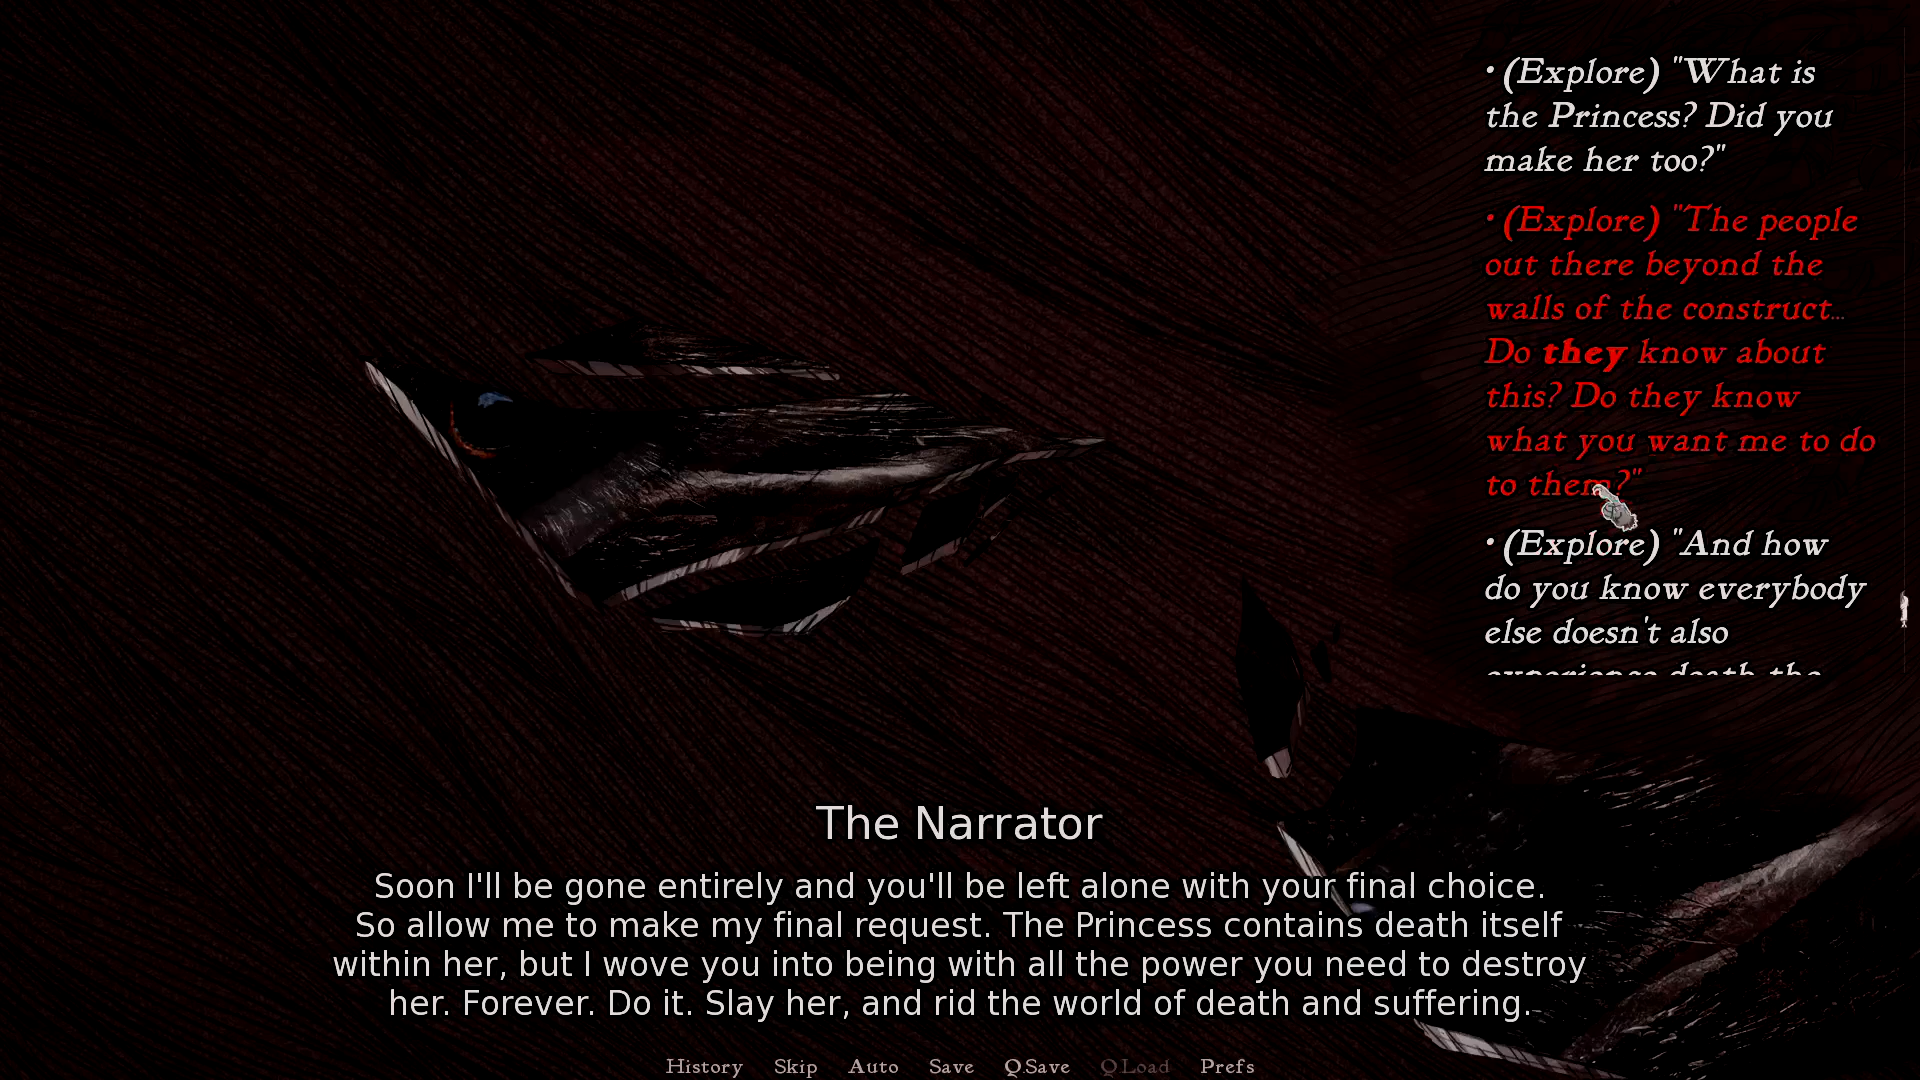 • (Explore) "What is
the Princess? Did you
make her too?"
• (Explore) "The people
out there beyond the
walls of the construct...
Do they know about
this? Do they know
what you want me to do
to them?"
• (Explore) "And how
do you know everybody
else doesn't also
experience death the
The Narrator
Soon I'll be gone entirely and you'll be left alone with your final choice.
So allow me to make my final request. The Princess contains death itself
within her, but I wove you into being with all the power you need to destroy
her. Forever. Do it. Slay her, and rid the world of death and suffering.
History Skip Auto Save Q.Save Q.Load Prefs